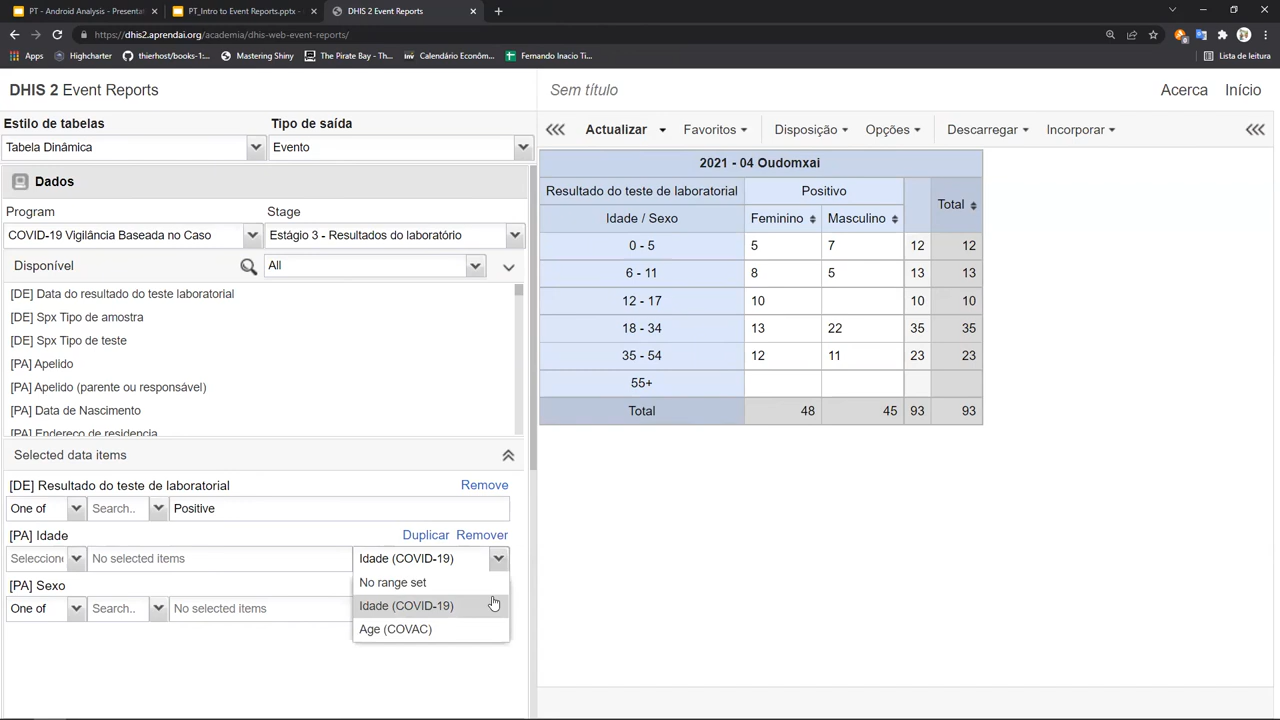 PT - Android Analysis - Presenta
PT_Intro to Event Reports.pptx -
DHIS 2 Event Reports
https://dhis2.aprendai.org/academia/dhis-web-event-reports/
Apps
Highcharter
thierhost/books-1:...
Mastering Shiny
The Pirate Bay - Th...
Calendário Econôm...
Fernando Inacio Ti...
Lista de leitura
DHIS 2 Event Reports
Sem título
Acerca
Início
Estilo de tabelas
Tipo de saída
Tabela Dinâmica
Evento
Actualizar
Favoritos
Disposição
Opções
Descarregar
Incorporar
Dados
Program
Stage
COVID-19 Vigilância Baseada no Caso
Estágio 3 - Resultados do laboratório
Disponível
All
[DE] Data do resultado do teste laboratorial
[DE] Spx Tipo de amostra
[DE] Spx Tipo de teste
[PA] Apelido
[PA] Apelido (parente ou responsável)
[PA] Data de Nascimento
[PA] Endereço de residencia
Selected data items
[DE] Resultado do teste de laboratorial
Remove
One of
Search..
Positive
[PA] Idade
Duplicar
Remover
Seleccione
No selected items
Idade (COVID-19)
No range set
Idade (COVID-19)
Age (COVAC)
[PA] Sexo
One of
Search..
No selected items
2021 - 04 Oudomxai
Resultado do teste de laboratorial Positivo Total
Idade / Sexo Feminino Masculino
0 - 5 5 7 12 12
6 - 11 8 5 13 13
12 - 17 10 10 10
18 - 34 13 22 35 35
35 - 54 12 11 23 23
55+
Total 48 45 93 93